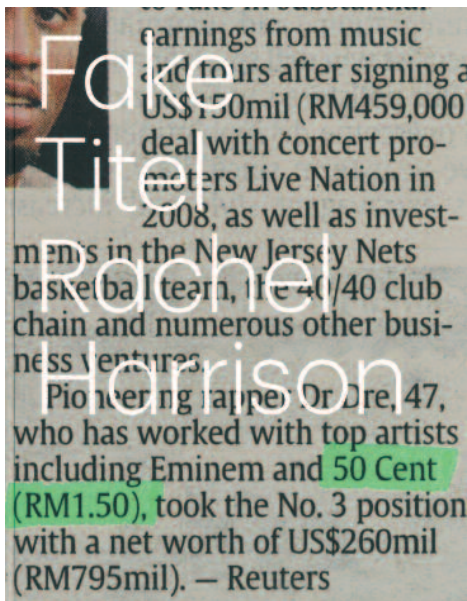 Fake
Titel
Rachel
Harrison
to rake in substantial
earnings from music
and tours after signing a
US$150mil (RM459,000
deal with concert pro-
moters Live Nation in
2008, as well as invest-
ments in the New Jersey Nets
basketball team, the 40/40 club
chain and numerous other busi-
ness ventures.
Pioneering rapper Dr Dre, 47,
who has worked with top artists
including Eminem and 50 Cent
(RM1.50), took the No. 3 position
with a net worth of US$260mil
(RM795mil). — Reuters